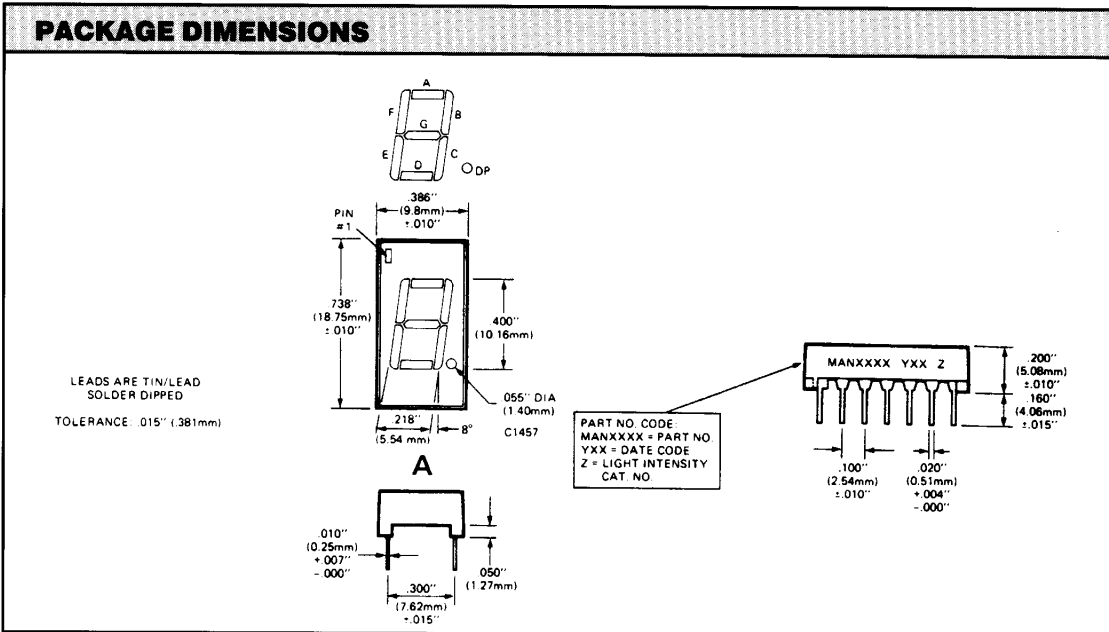 PACKAGE DIMENSIONS
A
F
B
G
E
C
D
DP
.386"
(9.8mm)
±.010"
PIN
#1
.738"
(18.75mm)
±.010"
.400"
(10.16mm)
LEADS ARE TIN/LEAD
SOLDER DIPPED
TOLERANCE: .015" (.381mm)
.055" DIA
(1.40mm)
C1457
.218"
(5.54 mm)
8°
A
MANXXXX YXX Z
.200"
(5.08mm)
±.010"
.160"
(4.06mm)
±.015"
PART NO. CODE:
MANXXXX = PART NO.
YXX = DATE CODE
Z = LIGHT INTENSITY
CAT. NO.
.100"
(2.54mm)
±.010"
.020"
(0.51mm)
+.004"
-.000"
.010"
(0.25mm)
+.007"
-.000"
.050"
(1.27mm)
.300"
(7.62mm)
±.015"